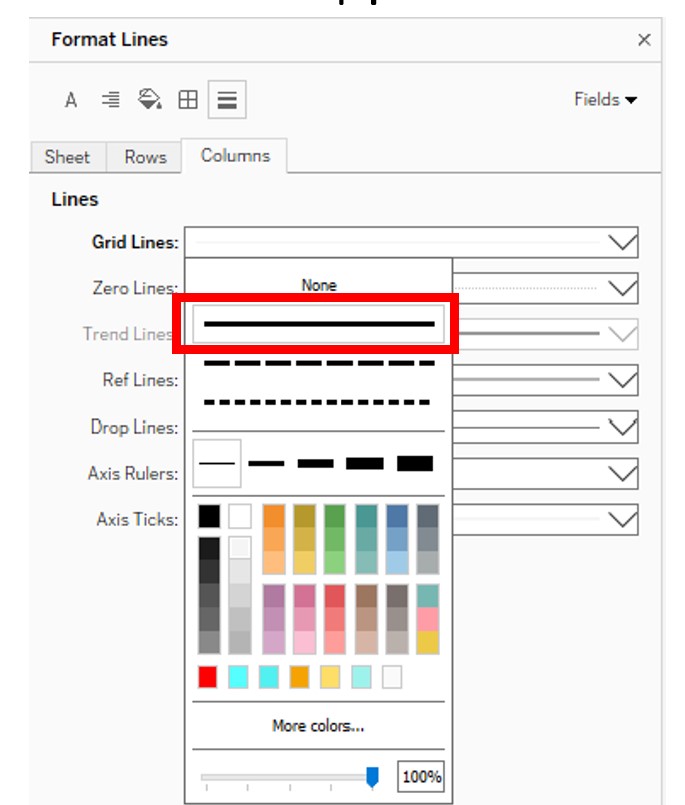 Format Lines
A
Fields
Sheet Rows Columns
Lines
Grid Lines:
None
Zero Lines:
Trend Lines
Ref Lines:
Drop Lines:
Axis Rulers:
Axis Ticks:
More colors...
100%